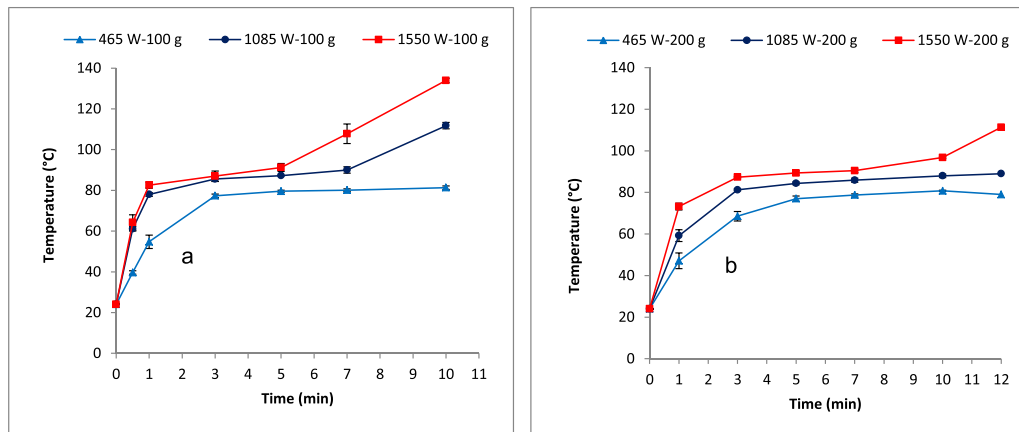 465 W-100 g 1085 W-100 g 1550 W-100 g
140
120
100
80
60
40
20
0
Temperature (°C)
a
0 1 2 3 4 5 6 7 8 9 10 11
Time (min)
465 W-200 g 1085 W-200 g 1550 W-200 g
140
120
100
80
60
40
20
0
Temperature (°C)
b
0 1 2 3 4 5 6 7 8 9 10 11 12
Time (min)